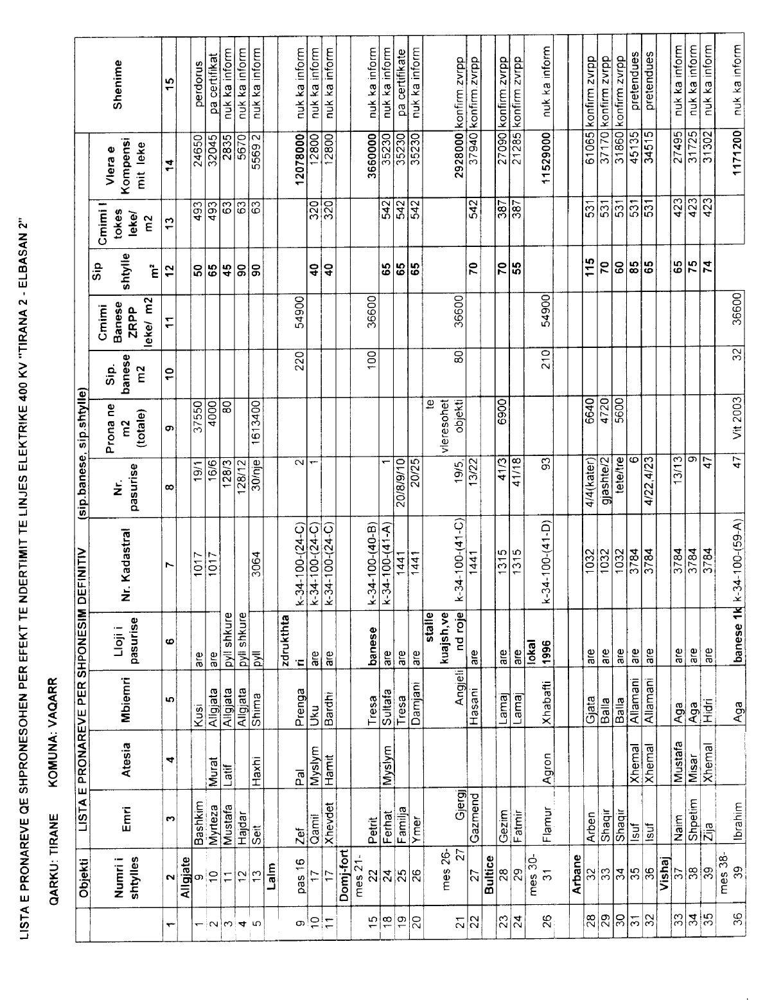 LISTA E PRONAREVE QE SHPRONESOHEN PER EFEKT TE NDERTIMIT TE LINJES ELEKTRIKE 400 KV "TIRANA 2 - ELBASAN 2"
QARKU: TIRANE KOMUNA: VAQARR
Objekti LISTA E PRONAREVE PER SHPONESIM DEFINITIV (sip.banese, sip.shtylle)
Numri i shtylles Emri Atesia Mbiemri Lloji i pasurise Nr. Kadastral Nr. pasurise Prona ne m2 (totale) Sip. banese m2 Cmimi Banese ZRPP leke/ m2 Sip shtylle m² Cmimi I tokes leke/ m2 Vlera e Kompensi mit leke Shenime
1 2 3 4 5 6 7 8 9 10 11 12 13 14 15
Allgjate
1 9 Bashkim Kusi are 1017 19/1 37550 50 493 24650 perdorus
2 10 Myrteza Murat Allgjata are 1017 16/6 4000 65 493 32045 pa certifikat
3 11 Mustafa Latif Allgjata pyll shkure 128/3 80 45 63 2835 nuk ka inform
4 12 Hajdar Allgjata pyll shkure 128/12 90 63 5670 nuk ka inform
5 13 Seit Haxhi Shima pyll 3064 30/nje 1613400 90 63 5569.2 nuk ka inform
Lalm
9 pas 16 Zef Pal Prenga zdrukthta ri k-34-100-(24-C) 2 220 54900 12078000 nuk ka inform
10 17 Qamil Myslym Uku are k-34-100-(24-C) 1 40 320 12800 nuk ka inform
11 17 Xhevdet Hamit Bardhi are k-34-100-(24-C) 40 320 12800 nuk ka inform
Domj-fort
15 mes 21- 22 Petrit Tresa banese k-34-100-(40-B) 100 36600 3660000 nuk ka inform
18 24 Ferhat Myslym Sultafa are k-34-100-(41-A) 1 65 542 35230 nuk ka inform
19 25 Familja Tresa are 1441 20/8/9/10 65 542 35230 pa certifikate
20 26 Ymer Damjani are 1441 20/25 65 542 35230 nuk ka inform
21 mes 26- 27 Gjergj Angjeli stalle kuajsh,ve nd roje k-34-100-(41-C) 19/5, te vleresohet objekti 80 36600 2928000 konfirm.zvrpp
22 27 Gazmend Hasani are 1441 13/22 70 542 37940 konfirm.zvrpp
Bultice
23 28 Gezim Lamaj are 1315 41/3 6900 70 387 27090 konfirm.zvrpp
24 29 Fatmir Lamaj are 1315 41/18 55 387 21285 konfirm.zvrpp
26 mes 30- 31 Flamur Agron Xhabafti lokal 1996 k-34-100-(41-D) 93 210 54900 11529000 nuk ka inform
Arbane
28 32 Arben Gjata are 1032 4/4(kater) 6640 115 531 61065 konfirm zvrpp
29 33 Shaqir Balla are 1032 gjashte/2 4720 70 531 37170 konfirm zvrpp
30 34 Shaqir Balla are 1032 tete/tre 5600 60 531 31860 konfirm zvrpp
31 35 Isuf Xhemal Allamani are 3784 6 85 531 45135 pretendues
32 36 Isuf Xhemal Allamani are 3784 4/22,4/23 65 531 34515 pretendues
Vishaj
33 37 Naim Mustafa Aga are 3784 13/13 65 423 27495 nuk ka inform
34 38 Shpetim Misar Aga are 3784 9 75 423 31725 nuk ka inform
35 39 Zija Xhemal Hidri are 3784 47 74 423 31302 nuk ka inform
36 mes 38- 39 Ibrahim Aga banese 1k k-34-100-(59-A) 47 Vit 2003 32 36600 1171200 nuk ka inform